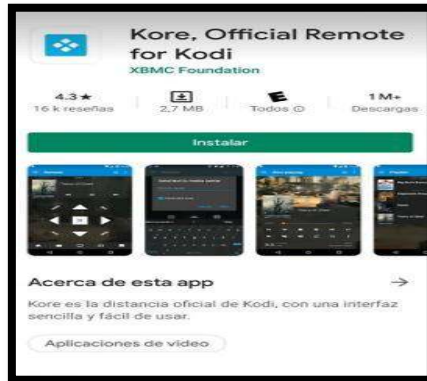 Kore, Official Remote
for Kodi
XBMC Foundation
4.3★
16 k reseñas
2,7 MB
E
Todos ⓘ
1 M+
Descargas
Instalar
Acerca de esta app
Kore es la distancia oficial de Kodi, con una interfaz
sencilla y fácil de usar.
Aplicaciones de video